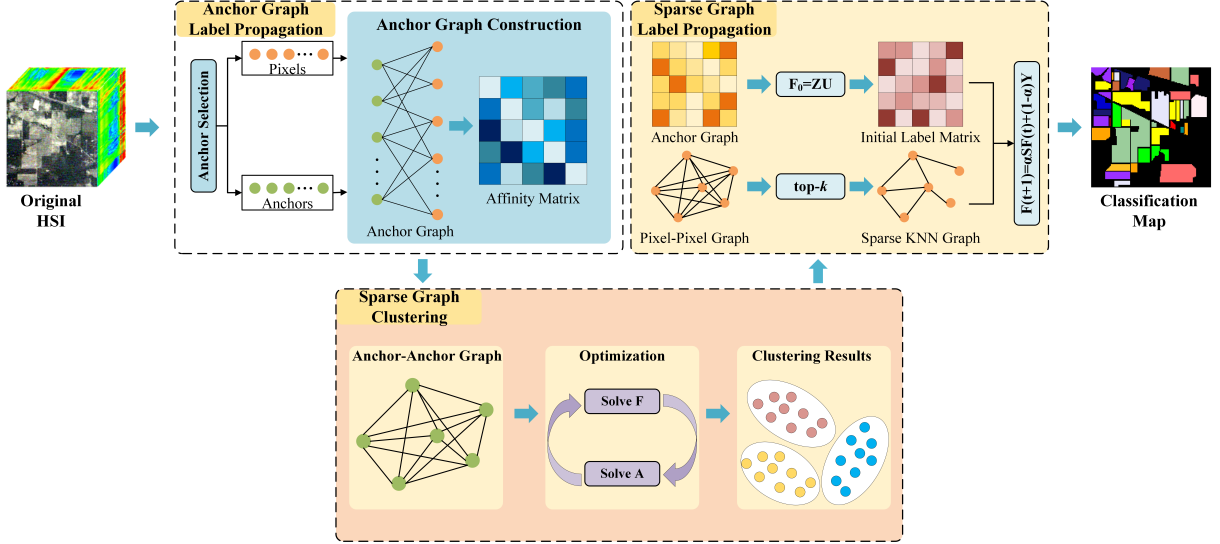 Original
HSI
Anchor Graph
Label Propagation
Anchor Selection
Pixels
Anchors
Anchor Graph Construction
Anchor Graph
Affinity Matrix
Sparse Graph
Label Propagation
Anchor Graph
F₀=ZU
Initial Label Matrix
Pixel-Pixel Graph
top-k
Sparse KNN Graph
F(t+1)=αSF(t)+(1-α)Y
Classification
Map
Sparse Graph
Clustering
Anchor-Anchor Graph
Optimization
Solve F
Solve A
Clustering Results